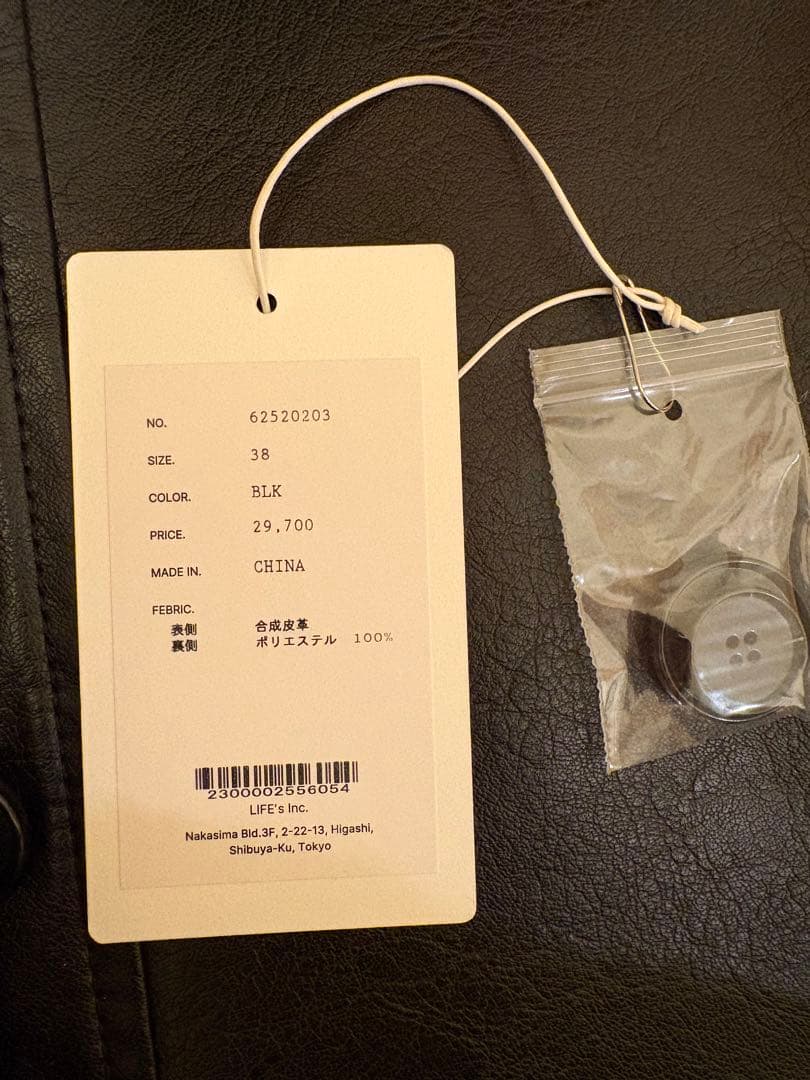 NO. 62520203
SIZE. 38
COLOR. BLK
PRICE. 29,700
MADE IN. CHINA
FEBRIC.
表側 合成皮革
裏側 ポリエステル 100%
2300002556054
LIFE's Inc.
Nakasima Bld.3F, 2-22-13, Higashi,
Shibuya-Ku, Tokyo